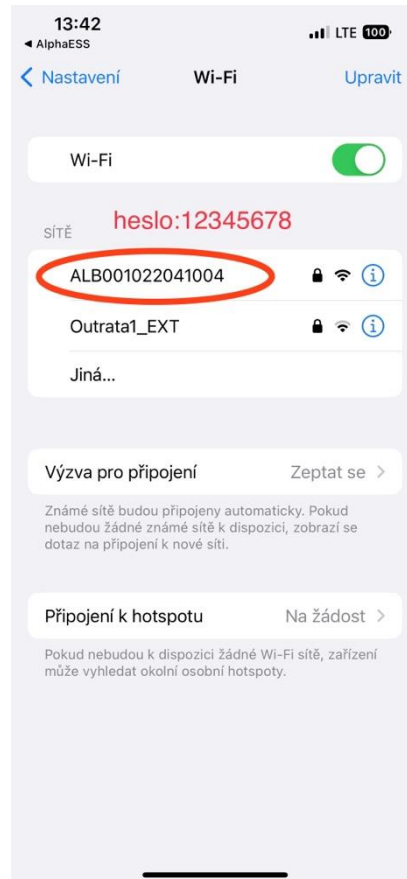 13:42
LTE 100
AlphaESS
Nastavení Wi-Fi Upravit
Wi-Fi
heslo:12345678
SÍTĚ
ALB001022041004
Outrata1_EXT
Jiná...
Výzva pro připojení Zeptat se
Známé sítě budou připojeny automaticky. Pokud
nebudou žádné známé sítě k dispozici, zobrazí se
dotaz na připojení k nové síti.
Připojení k hotspotu Na žádost
Pokud nebudou k dispozici žádné Wi-Fi sítě, zařízení
může vyhledat okolní osobní hotspoty.